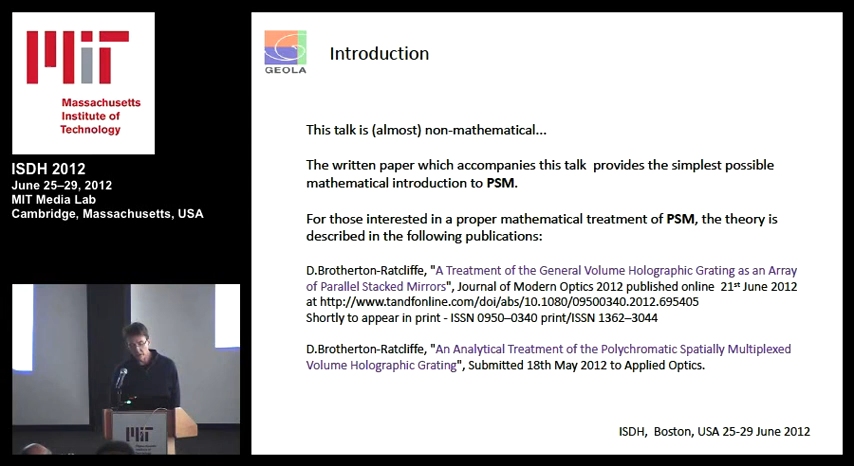 MIT
Massachusetts
Institute of
Technology
ISDH 2012
June 25–29, 2012
MIT Media Lab
Cambridge, Massachusetts, USA
GEOLA
Introduction
This talk is (almost) non-mathematical...
The written paper which accompanies this talk provides the simplest possible
mathematical introduction to PSM.
For those interested in a proper mathematical treatment of PSM, the theory is
described in the following publications:
D.Brotherton-Ratcliffe, "A Treatment of the General Volume Holographic Grating as an Array
of Parallel Stacked Mirrors", Journal of Modern Optics 2012 published online 21st June 2012
at http://www.tandfonline.com/doi/abs/10.1080/09500340.2012.695405
Shortly to appear in print - ISSN 0950–0340 print/ISSN 1362–3044
D.Brotherton-Ratcliffe, "An Analytical Treatment of the Polychromatic Spatially Multiplexed
Volume Holographic Grating", Submitted 18th May 2012 to Applied Optics.
ISDH, Boston, USA 25-29 June 2012
MIT